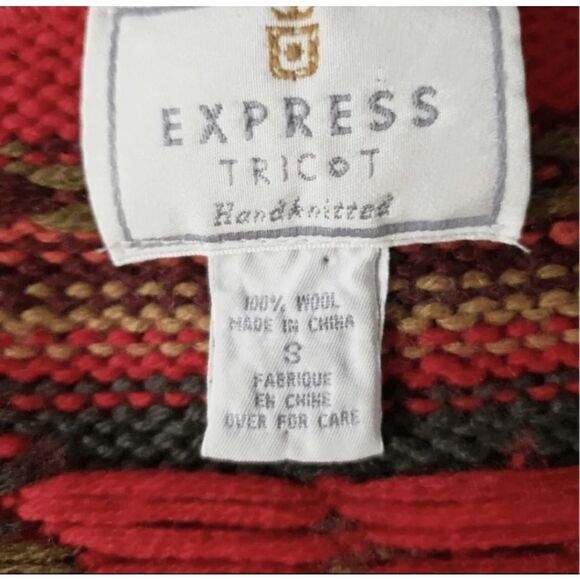 EXPRESS
TRICOT
Handknitted
100% WOOL
MADE IN CHINA
S
FABRIQUE
EN CHINE
OVER FOR CARE